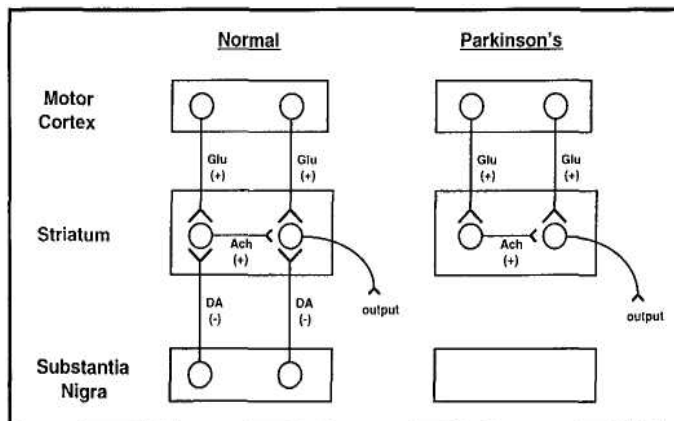 Normal
Parkinson's
Motor
Cortex
Glu
(+)
Glu
(+)
Glu
(+)
Glu
(+)
Striatum
Ach
(+)
Ach
(+)
DA
(-)
DA
(-)
output
output
Substantia
Nigra